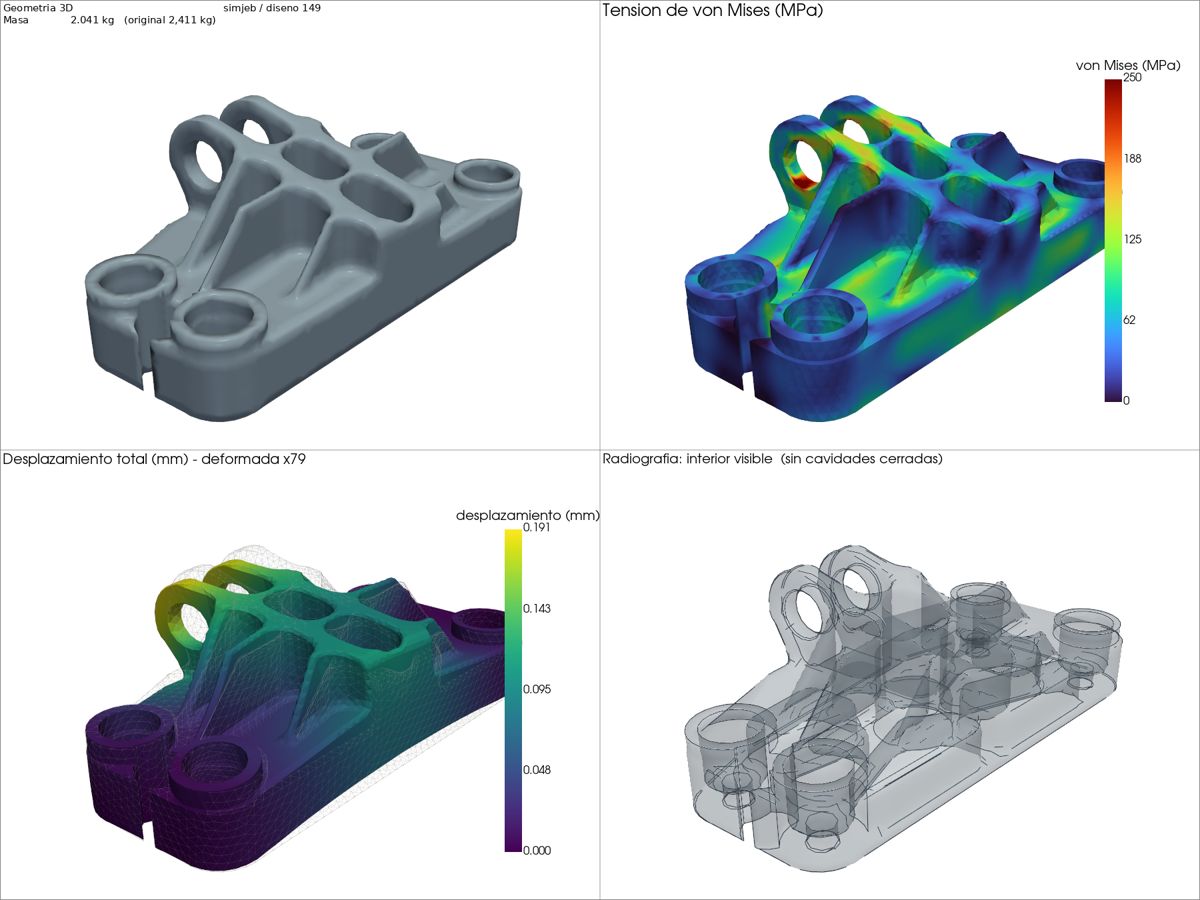 Geometria 3D simjeb / diseno 149
Masa 2.041 kg (original 2,411 kg)
Tension de von Mises (MPa)
von Mises (MPa)
250
188
125
62
0
Desplazamiento total (mm) - deformada x79
desplazamiento (mm)
0.191
0.143
0.095
0.048
0.000
Radiografia: interior visible (sin cavidades cerradas)